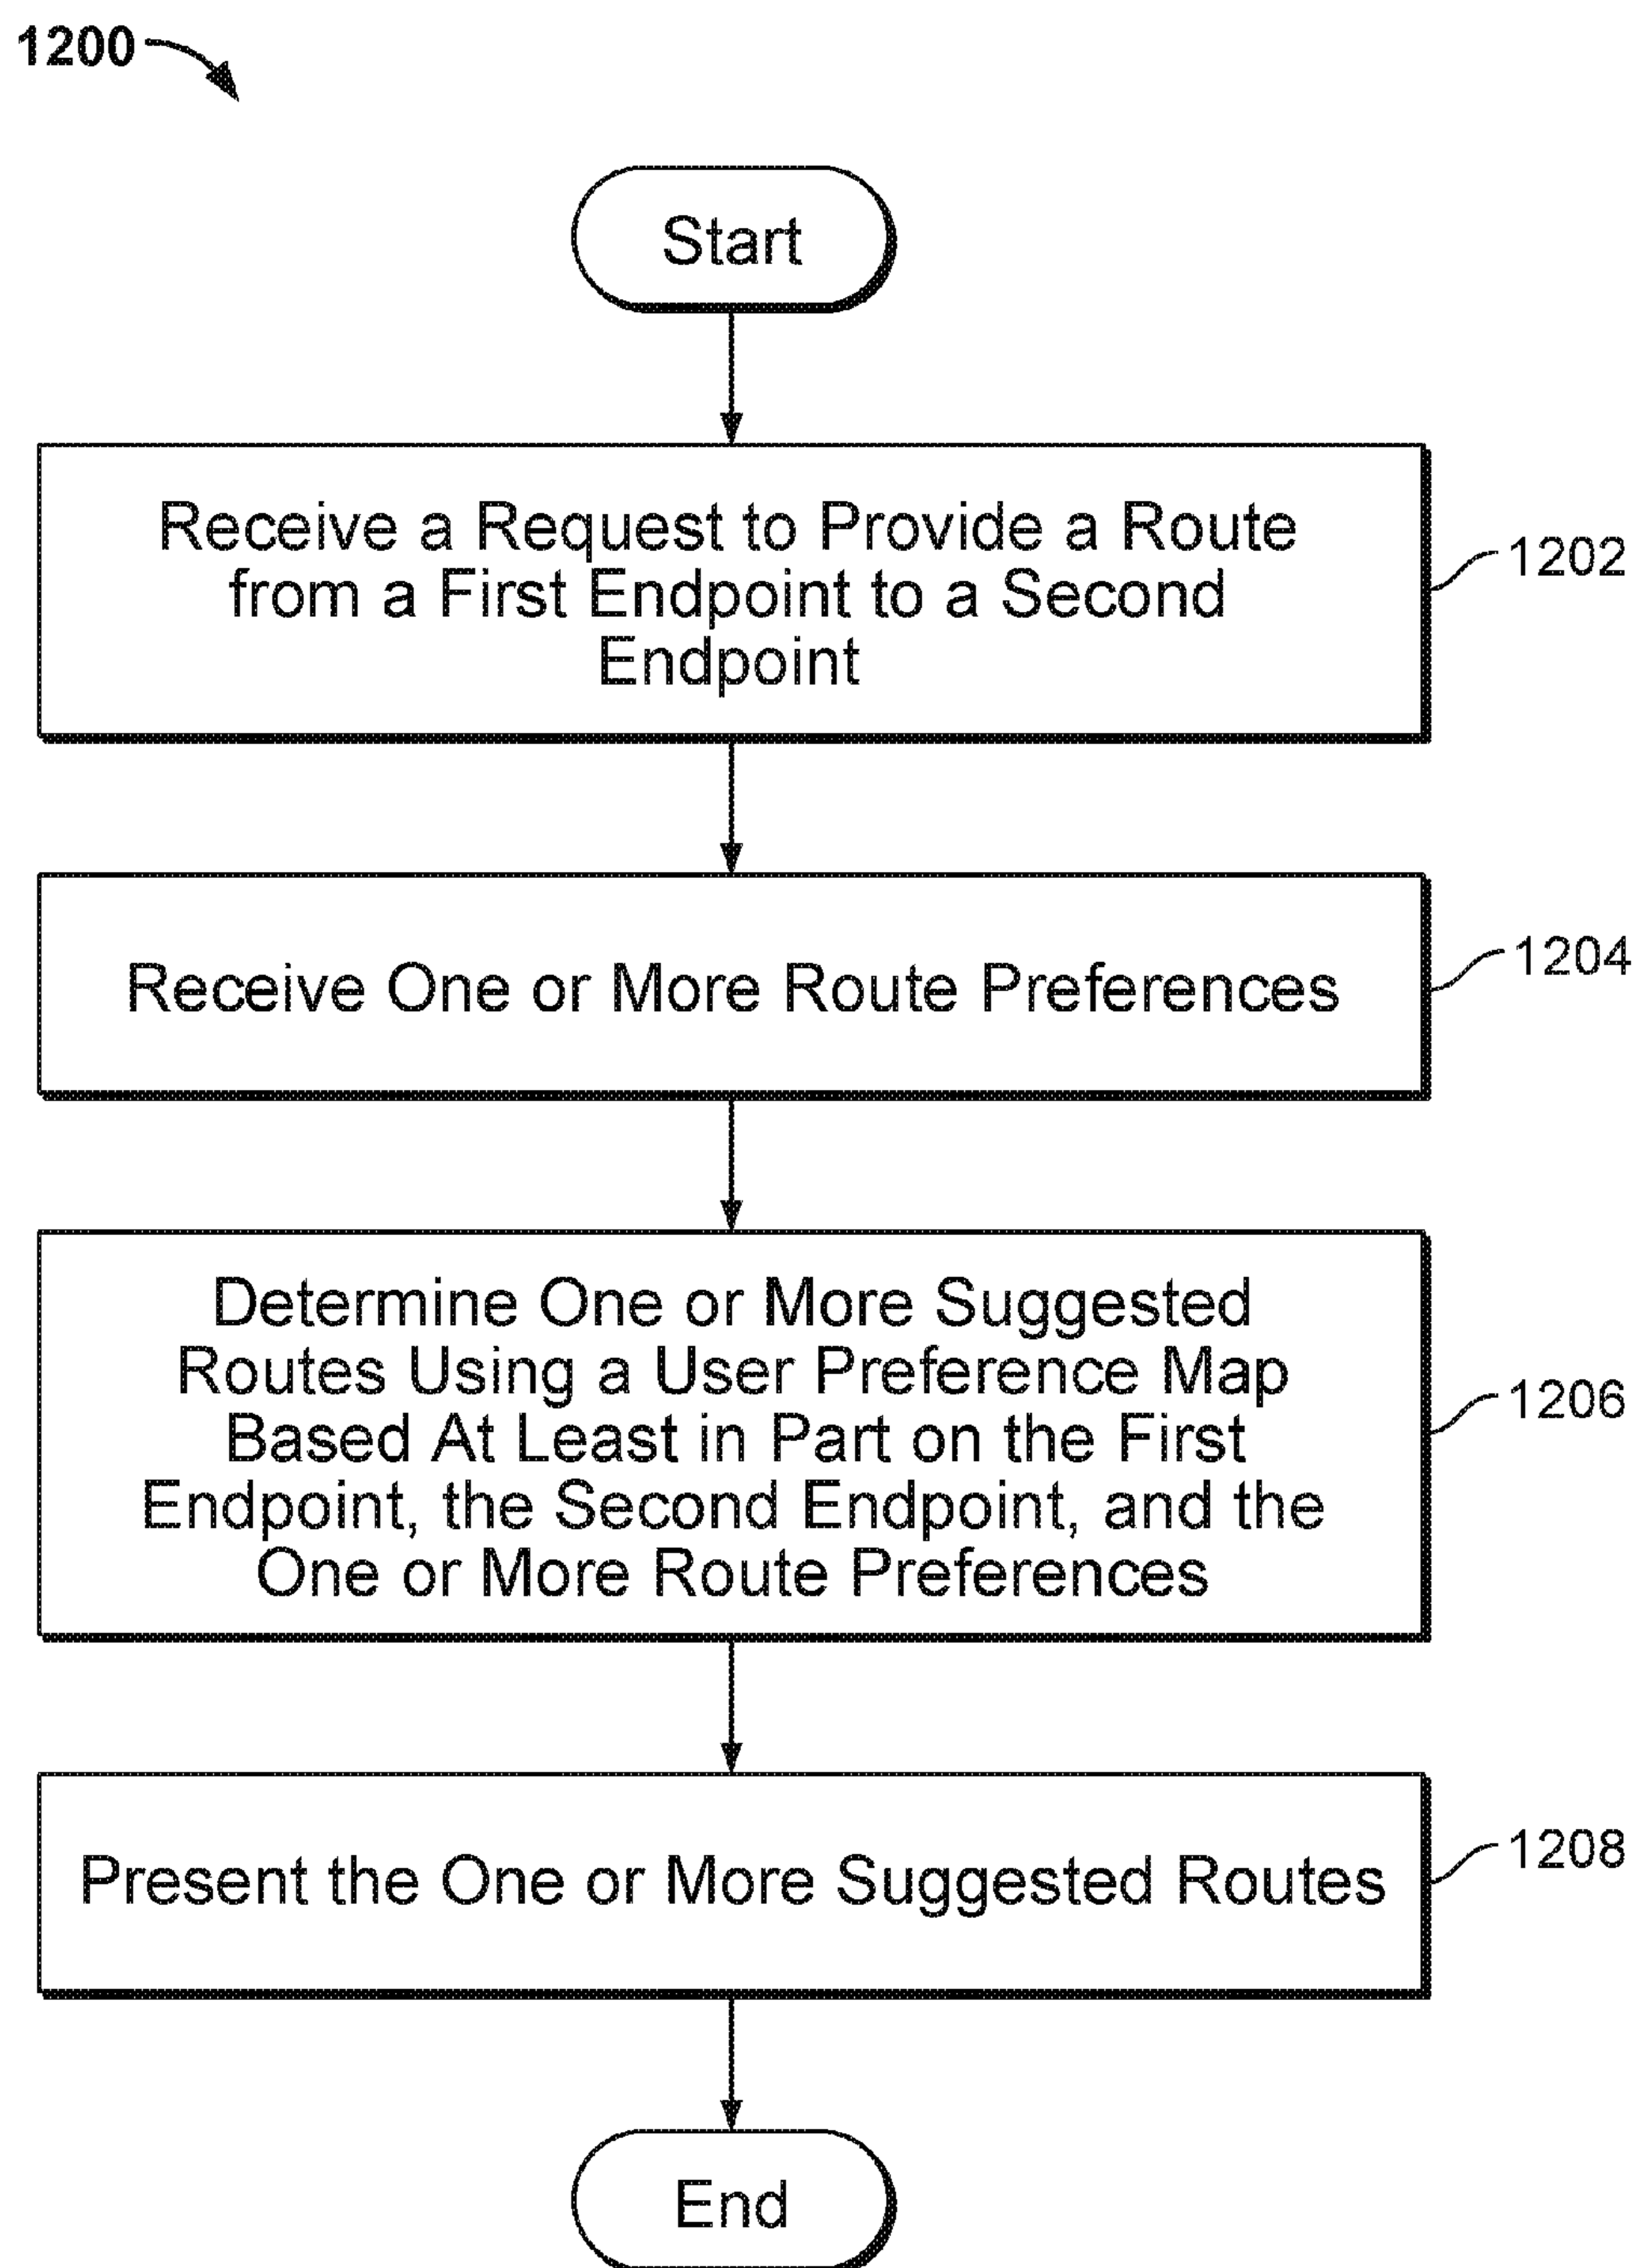 1200
Start
Receive a Request to Provide a Route
from a First Endpoint to a Second
Endpoint
1202
Receive One or More Route Preferences
1204
Determine One or More Suggested
Routes Using a User Preference Map
Based At Least in Part on the First
Endpoint, the Second Endpoint, and the
One or More Route Preferences
1206
Present the One or More Suggested Routes
1208
End